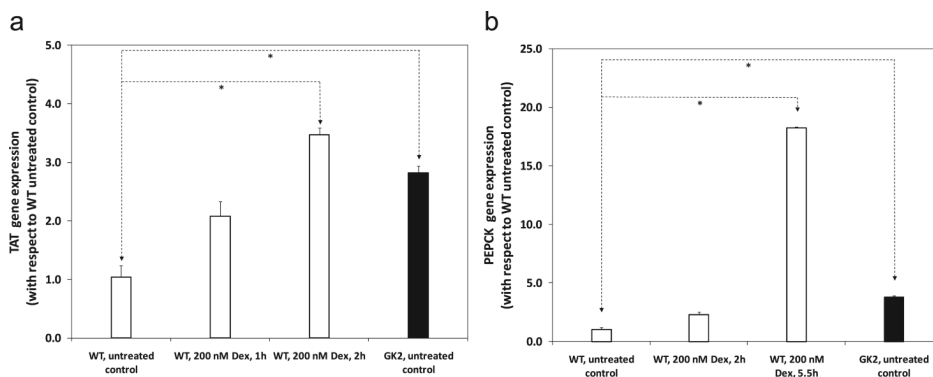 a
TAT gene expression
(with respect to WT untreated control)
5.0
4.0
3.0
2.0
1.0
0.0
*
*
WT, untreated
control
WT, 200 nM Dex, 1h
WT, 200 nM Dex, 2h
GK2, untreated
control
b
PEPCK gene expression
(with respect to WT untreated control)
25.0
20.0
15.0
10.0
5.0
0.0
*
*
WT, untreated
control
WT, 200 nM Dex, 2h
WT, 200 nM
Dex, 5.5h
GK2, untreated
control